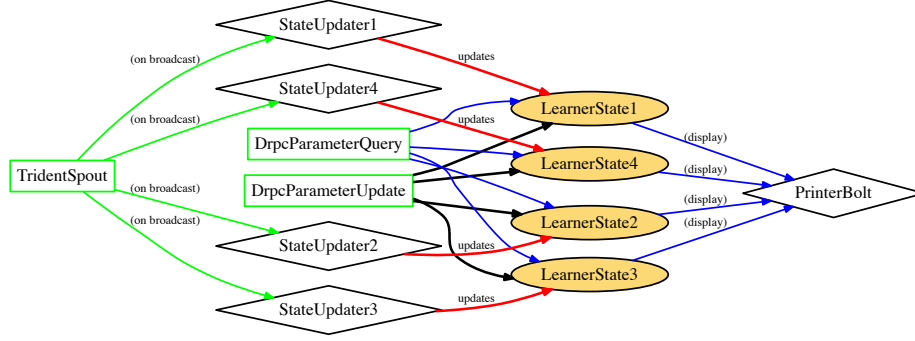 StateUpdater1
(on broadcast)
updates
StateUpdater4
(on broadcast)
updates
LearnerState1
(display)
DrpcParameterQuery
LearnerState4
(display)
TridentSpout
DrpcParameterUpdate
PrinterBolt
(on broadcast)
(display)
LearnerState2
(on broadcast)
(display)
StateUpdater2
updates
LearnerState3
StateUpdater3
updates